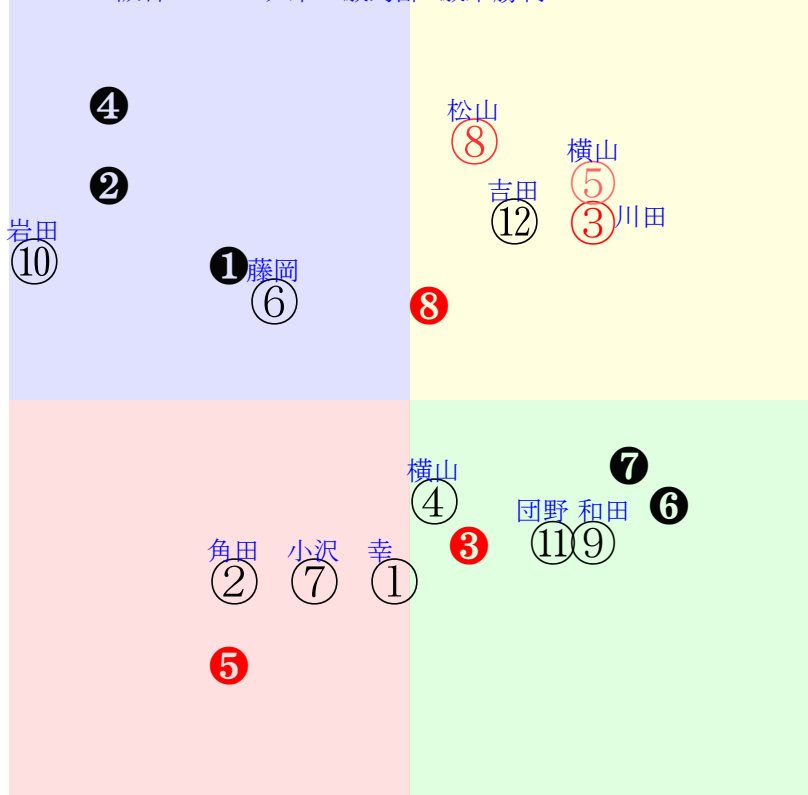 ❹
松山
⑧
横山
⑤
❷
吉田
⑫
③ 川田
岩田
⑩
❶ 藤岡
⑥
❽
❼
横山
④
❻
団野 和田
⑪ ⑨
❸
角田 小沢 幸
② ⑦ ①
❺